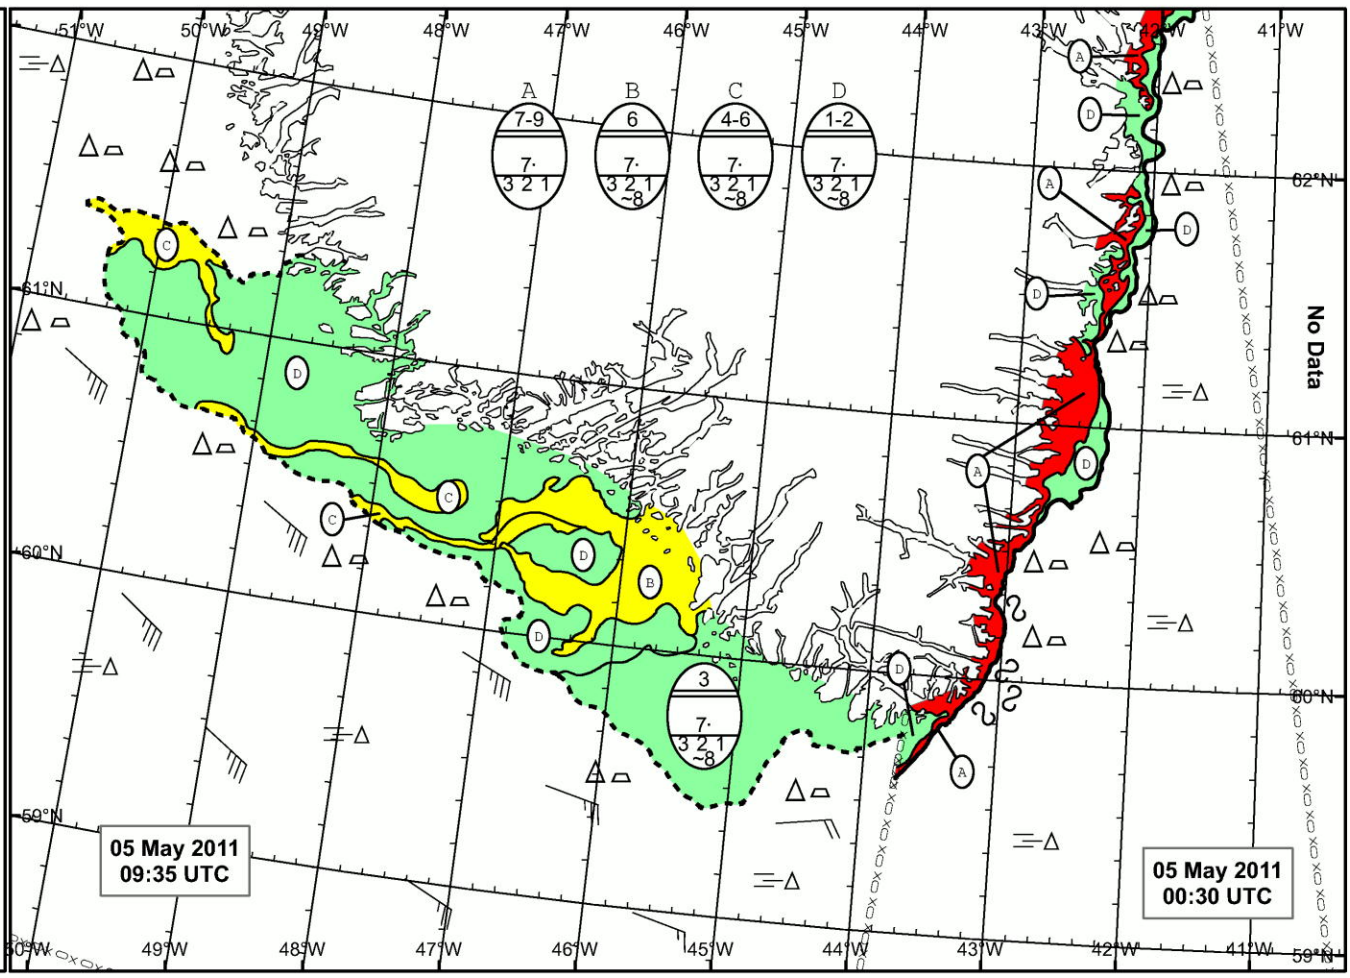 51°W 50°W 49°W 48°W 47°W 46°W 45°W 44°W 43°W 42°W 41°W
A B C D
7-9 6 4-6 1-2
7· 7· 7· 7·
3 2 1 3 2 1 3 2 1 3 2 1
~8 ~8 ~8
A
D
A
62°N
D
C
D
61°N
No Data
D
61°N
A
D
C
C
60°N
D
B
D
D
60°N
3
7·
3 2 1
~8
A
59°N
05 May 2011
09:35 UTC
05 May 2011
00:30 UTC
50°W 49°W 48°W 47°W 46°W 45°W 44°W 43°W 42°W 41°W 59°N